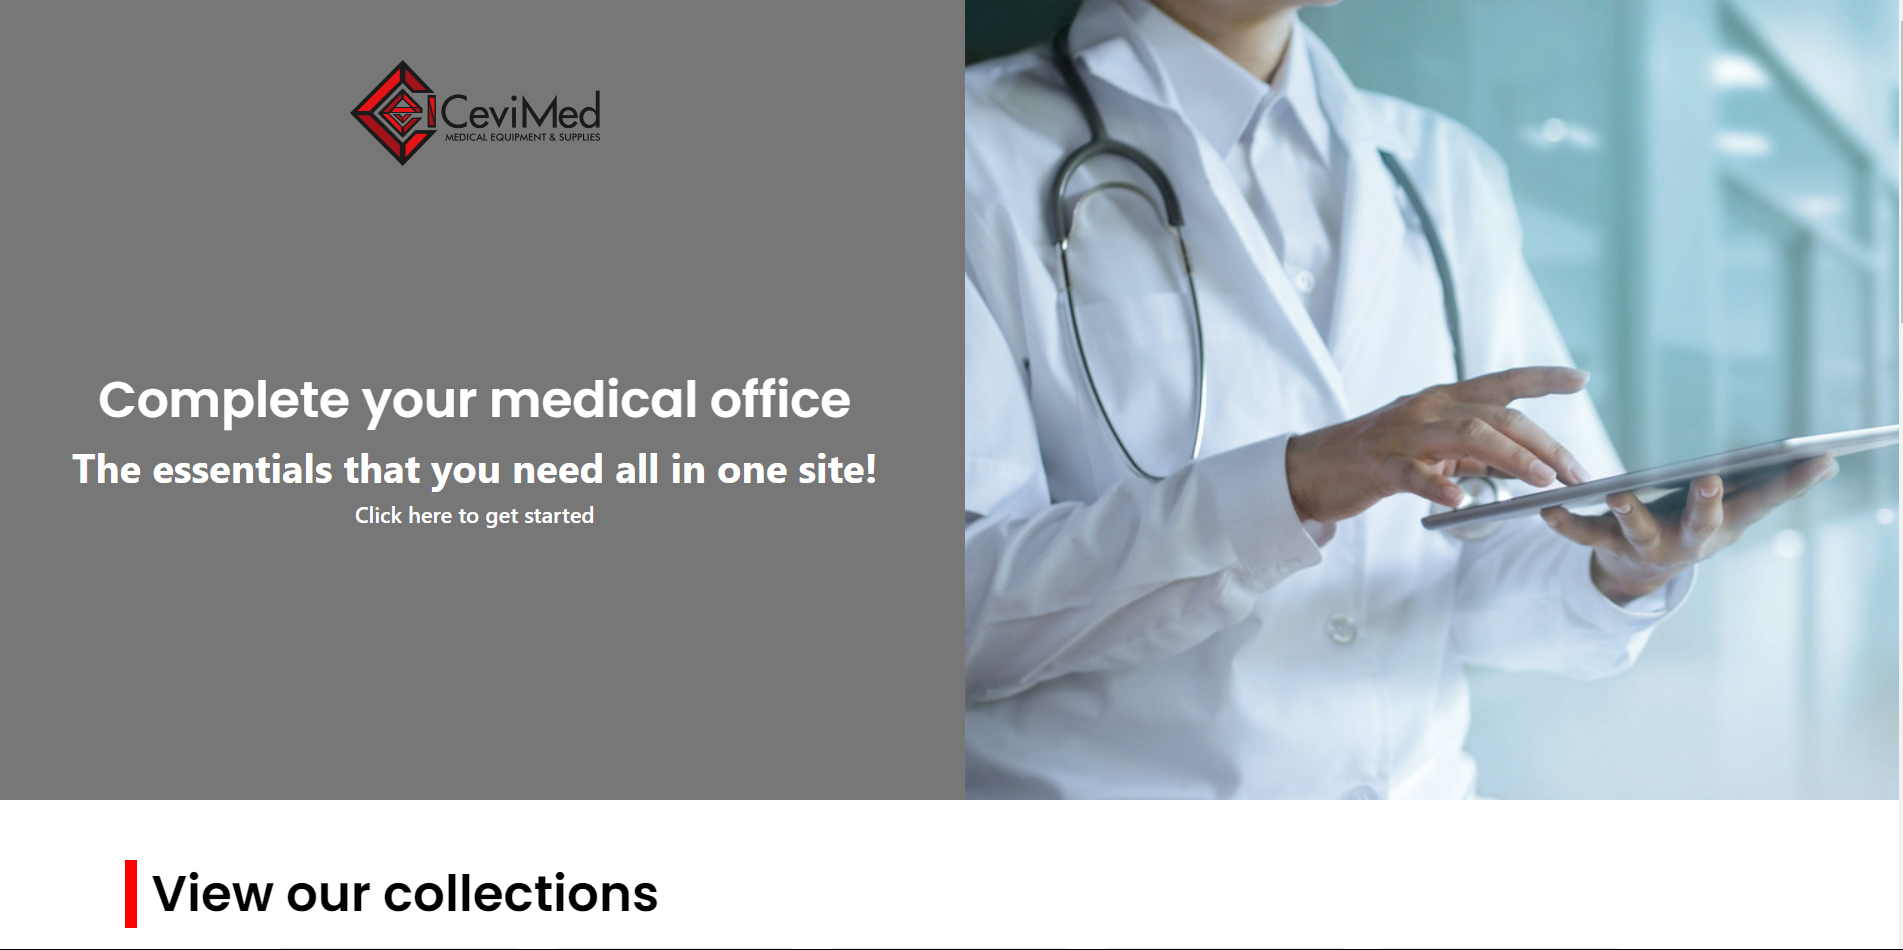 CeviMed
MEDICAL EQUIPMENT & SUPPLIES
Complete your medical office
The essentials that you need all in one site!
Click here to get started
View our collections